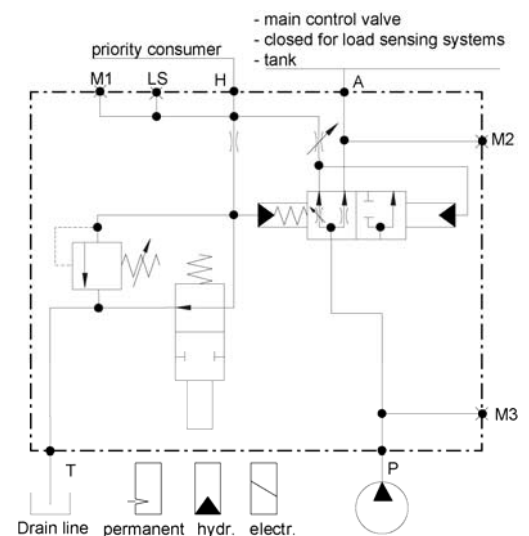 - main control valve
- closed for load sensing systems
- tank
priority consumer
M1 LS H A
M2
M3
T P
Drain line permanent hydr. electr.